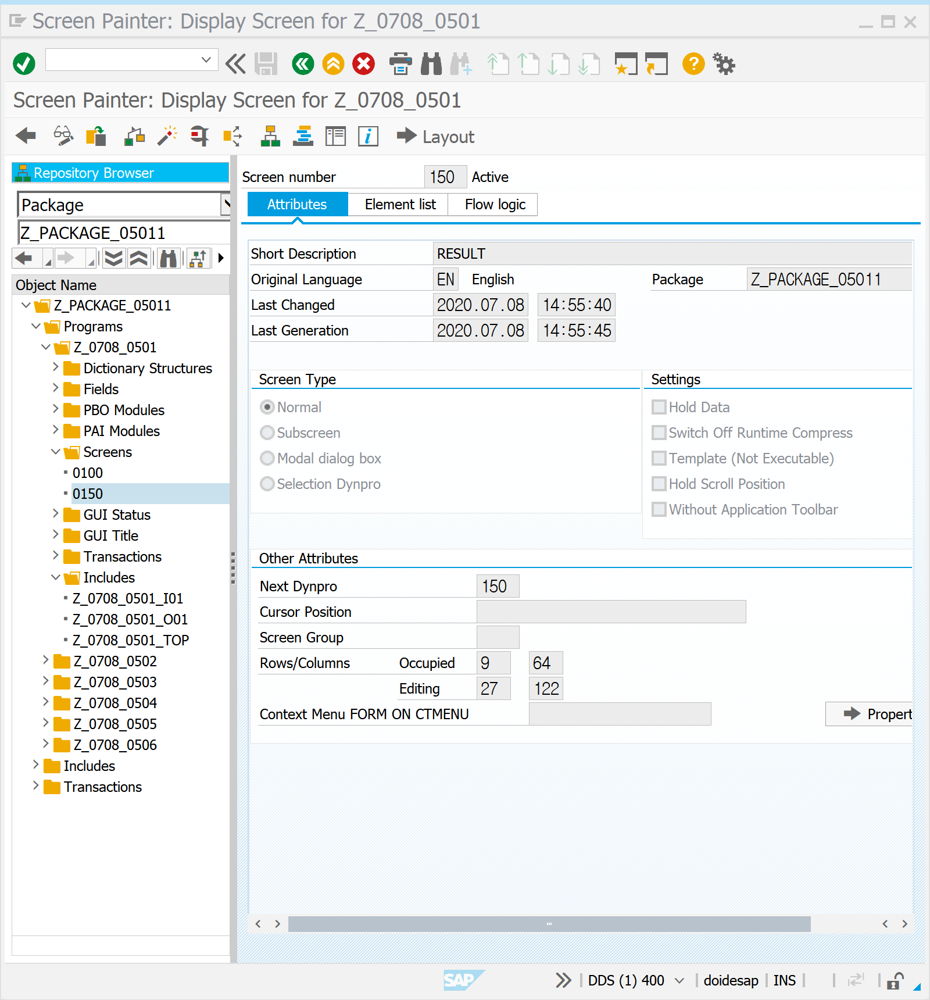 Screen Painter: Display Screen for Z_0708_0501
Screen Painter: Display Screen for Z_0708_0501
Layout
Repository Browser
Package
Z_PACKAGE_05011
Object Name
Z_PACKAGE_05011
Programs
Z_0708_0501
Dictionary Structures
Fields
PBO Modules
PAI Modules
Screens
0100
0150
GUI Status
GUI Title
Transactions
Includes
Z_0708_0501_I01
Z_0708_0501_O01
Z_0708_0501_TOP
Z_0708_0502
Z_0708_0503
Z_0708_0504
Z_0708_0505
Z_0708_0506
Includes
Transactions
Screen number 150 Active
Attributes Element list Flow logic
Short Description RESULT
Original Language EN English Package Z_PACKAGE_05011
Last Changed 2020.07.08 14:55:40
Last Generation 2020.07.08 14:55:45
Screen Type
Normal
Subscreen
Modal dialog box
Selection Dynpro
Settings
Hold Data
Switch Off Runtime Compress
Template (Not Executable)
Hold Scroll Position
Without Application Toolbar
Other Attributes
Next Dynpro 150
Cursor Position
Screen Group
Rows/Columns Occupied 9 64
Editing 27 122
Context Menu FORM ON CTMENU Propert
SAP DDS (1) 400 doidesap INS